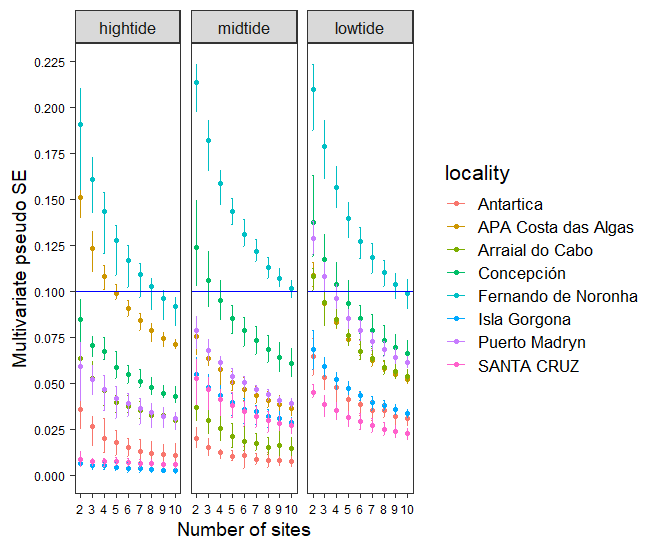 hightide midtide lowtide
Multivariate pseudo SE
0.225
0.200
0.175
0.150
0.125
0.100
0.075
0.050
0.025
0.000
2 3 4 5 6 7 8 9 10 2 3 4 5 6 7 8 9 10 2 3 4 5 6 7 8 9 10
Number of sites
locality
Antartica
APA Costa das Algas
Arraial do Cabo
Concepción
Fernando de Noronha
Isla Gorgona
Puerto Madryn
SANTA CRUZ